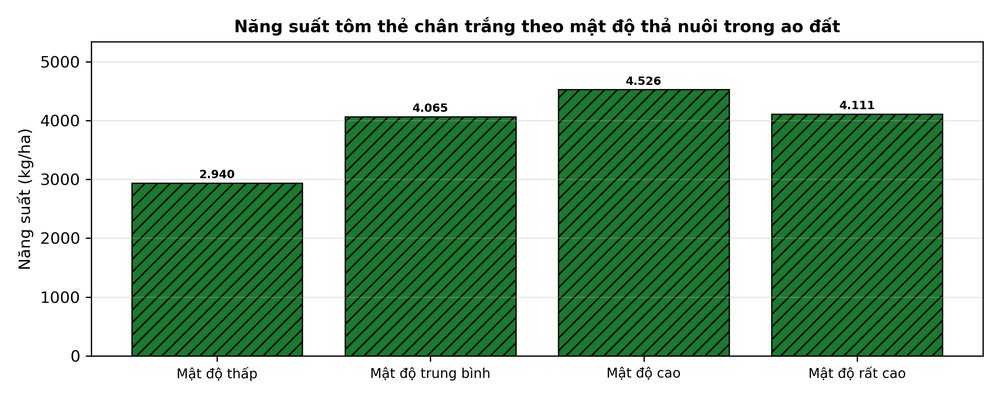 Năng suất tôm thẻ chân trắng theo mật độ thả nuôi trong ao đất
Năng suất (kg/ha)
5000
4000
3000
2000
1000
0
2.940
4.065
4.526
4.111
Mật độ thấp
Mật độ trung bình
Mật độ cao
Mật độ rất cao